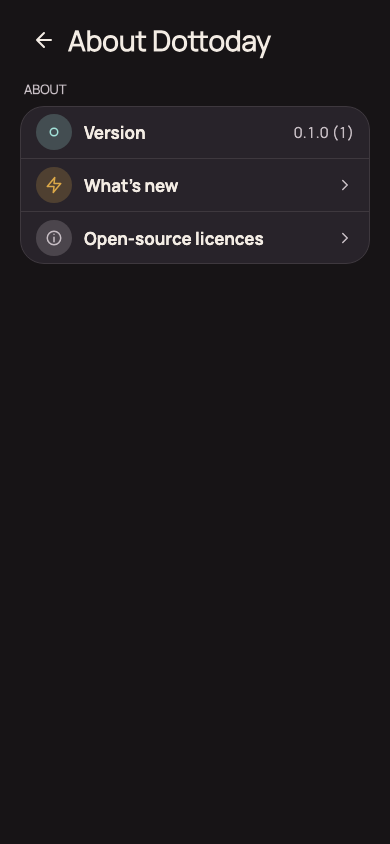 About Dottoday
ABOUT
Version 0.1.0 (1)
What's new
Open-source licences